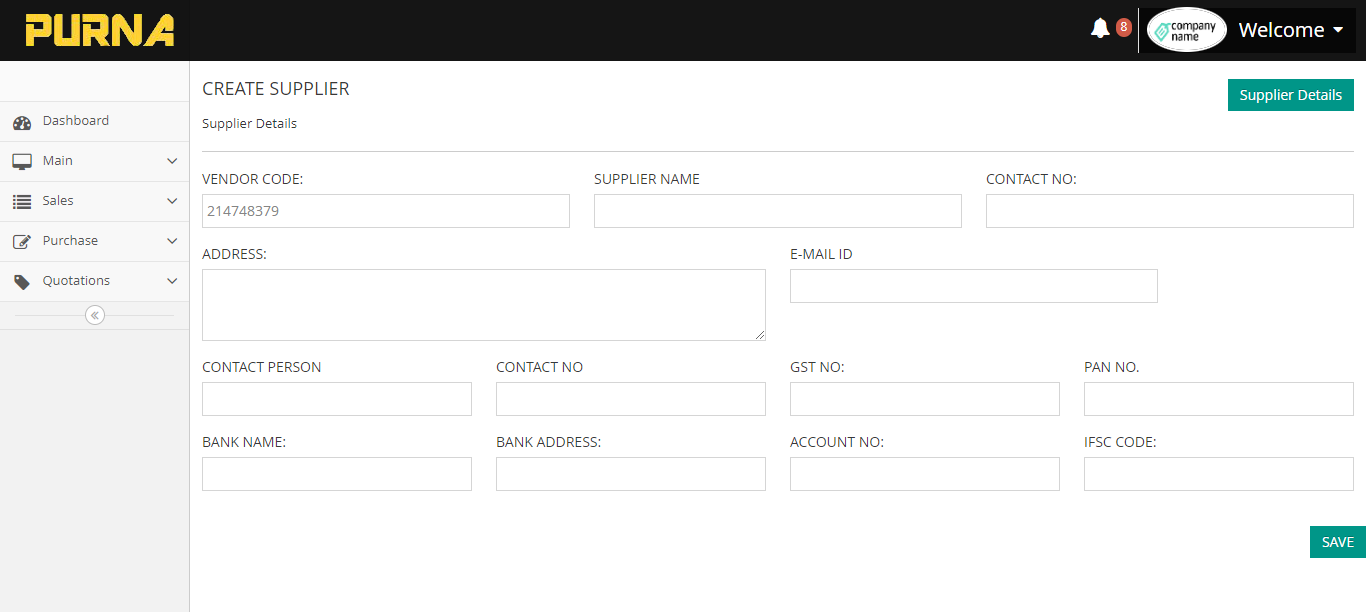 PURNA
8
company
name
Welcome
Dashboard
Main
Sales
Purchase
Quotations
CREATE SUPPLIER
Supplier Details
Supplier Details
VENDOR CODE:
SUPPLIER NAME
CONTACT NO:
214748379
ADDRESS:
E-MAIL ID
CONTACT PERSON
CONTACT NO
GST NO:
PAN NO.
BANK NAME:
BANK ADDRESS:
ACCOUNT NO:
IFSC CODE:
SAVE